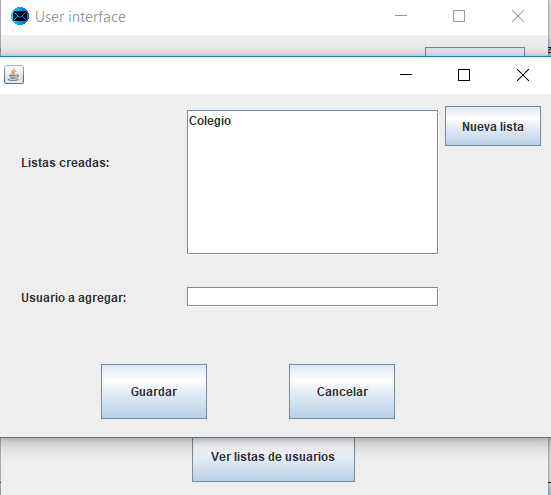 User interface
Colegio
Nueva lista
Listas creadas:
Usuario a agregar:
Guardar
Cancelar
Ver listas de usuarios